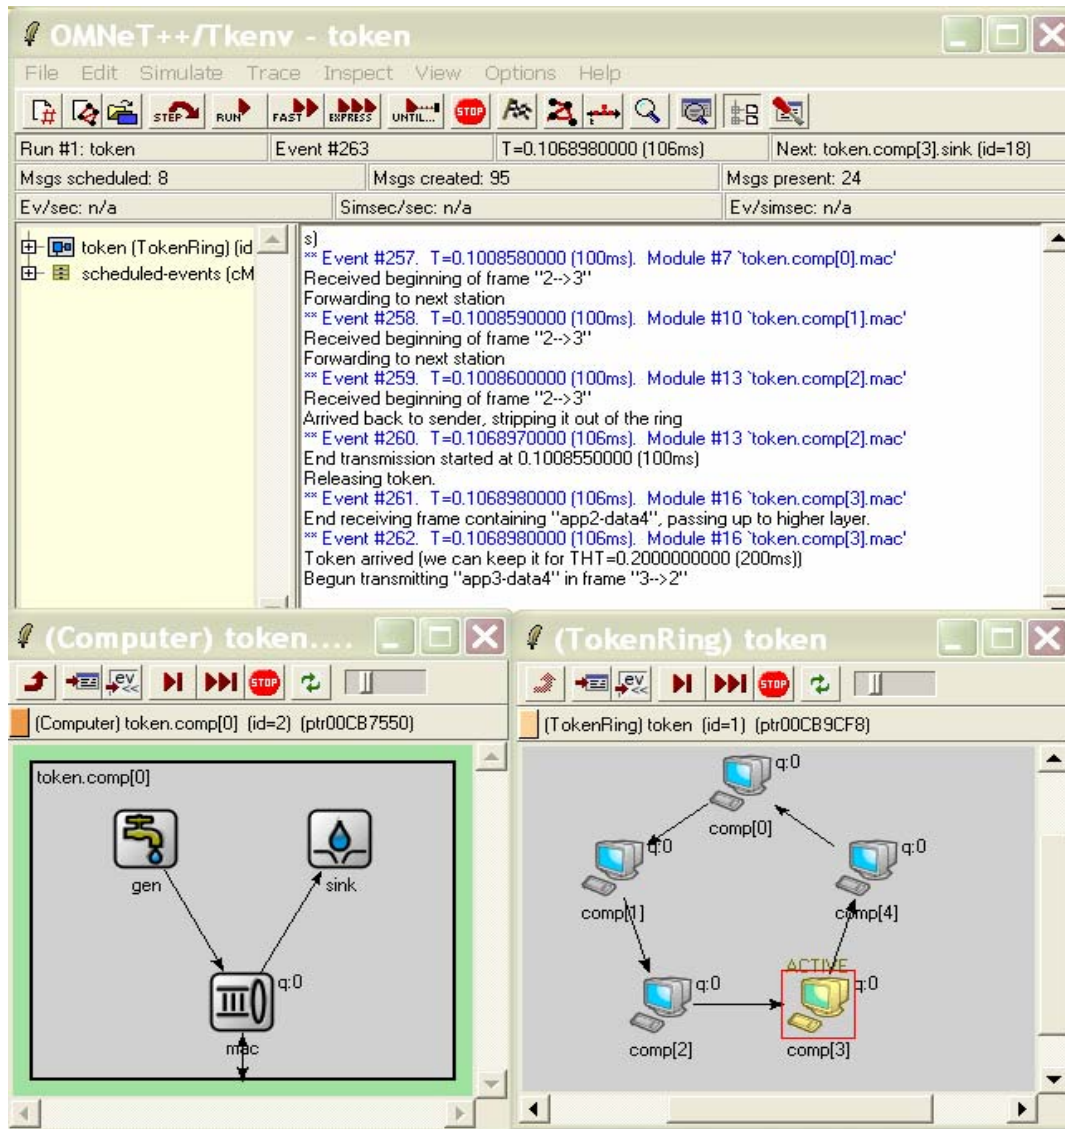 OMNeT++/Tkenv - token
File Edit Simulate Trace Inspect View Options Help
STEP RUN FAST EXPRESS UNTIL... STOP
Run #1: token Event #263 T=0.1068980000 (106ms) Next: token.comp[3].sink (id=18)
Msgs scheduled: 8 Msgs created: 95 Msgs present: 24
Ev/sec: n/a Simsec/sec: n/a Ev/simsec: n/a
token (TokenRing) (id
scheduled-events (cM
s)
** Event #257. T=0.1008580000 (100ms). Module #7 `token.comp[0].mac'
Received beginning of frame "2-->3"
Forwarding to next station
** Event #258. T=0.1008590000 (100ms). Module #10 `token.comp[1].mac'
Received beginning of frame "2-->3"
Forwarding to next station
** Event #259. T=0.1008600000 (100ms). Module #13 `token.comp[2].mac'
Received beginning of frame "2-->3"
Arrived back to sender, stripping it out of the ring
** Event #260. T=0.1068970000 (106ms). Module #13 `token.comp[2].mac'
End transmission started at 0.1008550000 (100ms)
Releasing token.
** Event #261. T=0.1068980000 (106ms). Module #16 `token.comp[3].mac'
End receiving frame containing "app2-data4", passing up to higher layer.
** Event #262. T=0.1068980000 (106ms). Module #16 `token.comp[3].mac'
Token arrived (we can keep it for THT=0.2000000000 (200ms))
Begun transmitting "app3-data4" in frame "3-->2"
(Computer) token....
ev
STOP
(Computer) token.comp[0] (id=2) (ptr00CB7550)
token.comp[0]
gen
sink
q:0
mac
(TokenRing) token
ev
STOP
(TokenRing) token (id=1) (ptr00CB9CF8)
q:0
comp[0]
q:0
q:0
comp[1]
comp[4]
ACTIVE
q:0
q:0
comp[2]
comp[3]